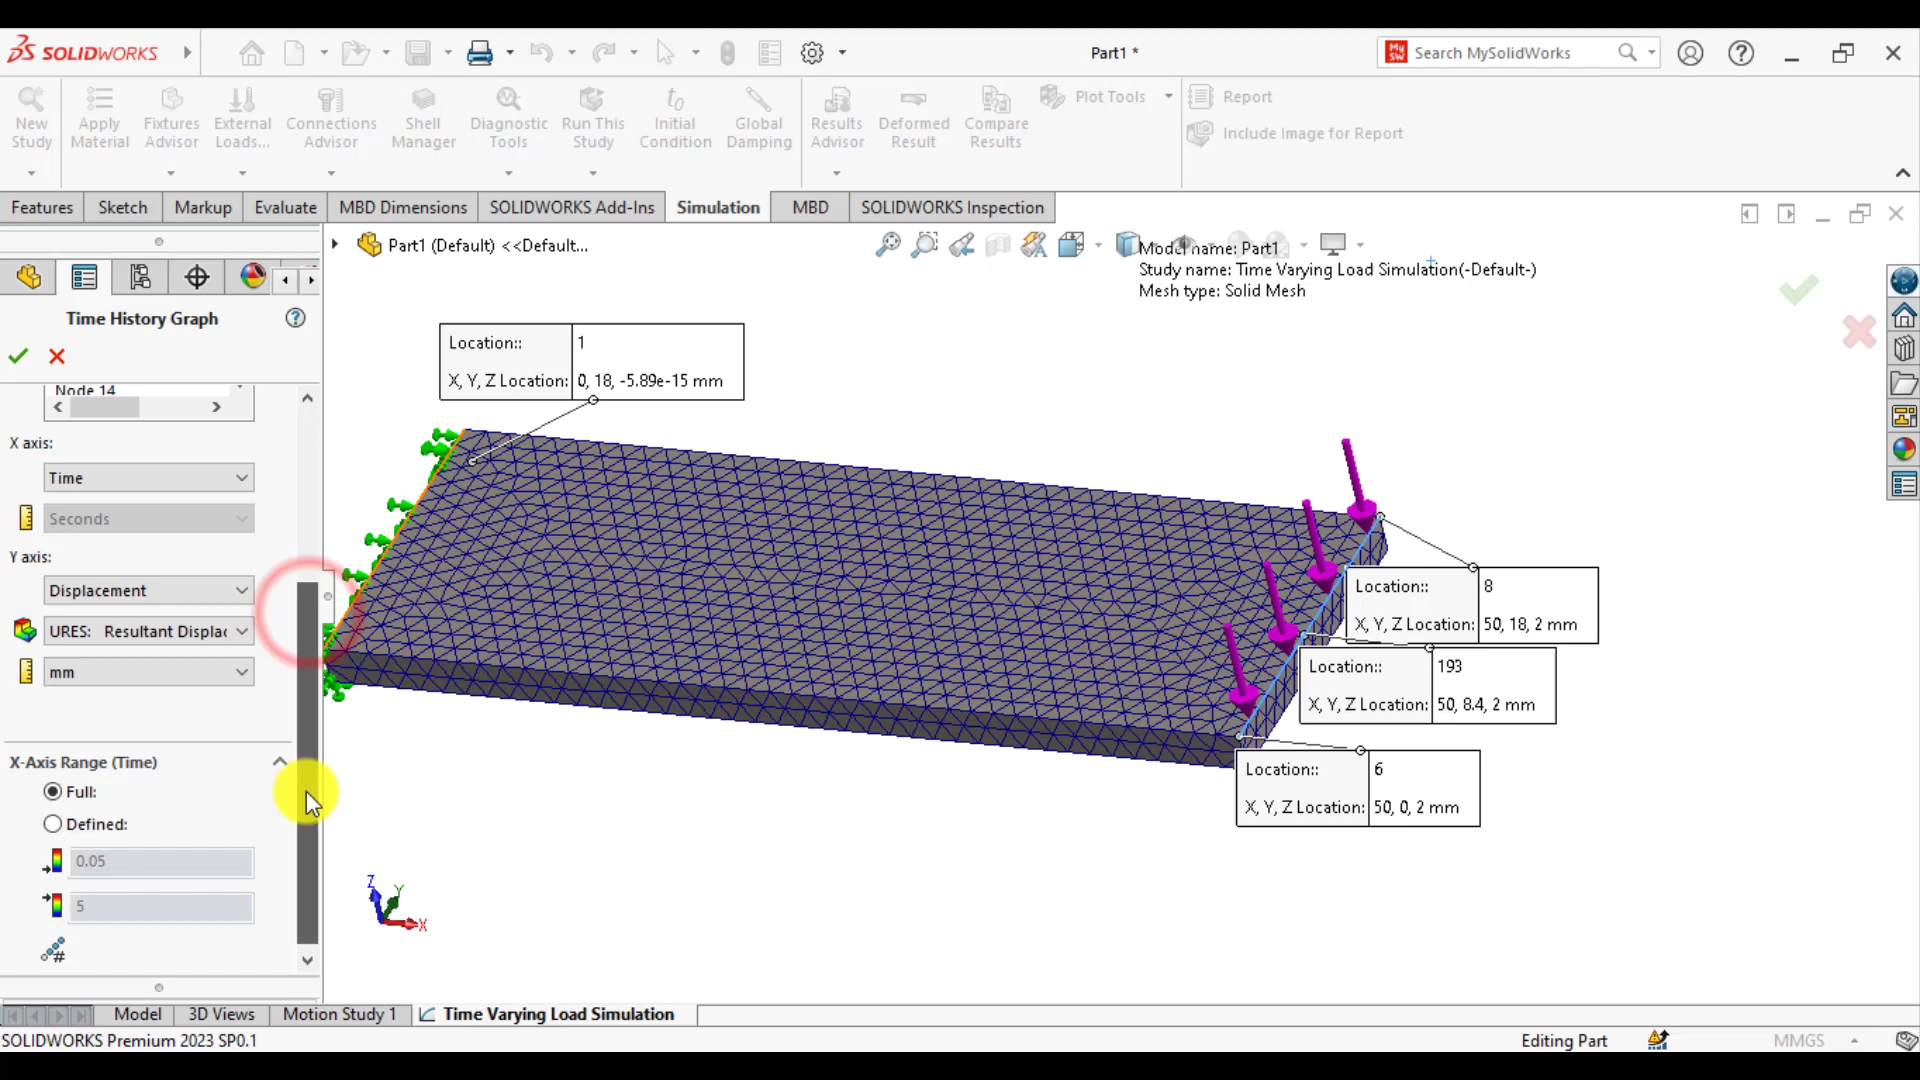 SOLIDWORKS
Part1 *
Search MySolidWorks
New Study
Apply Material
Fixtures Advisor
External Loads...
Connections Advisor
Shell Manager
Diagnostic Tools
Run This Study
Initial Condition
Global Damping
Results Advisor
Deformed Result
Compare Results
Plot Tools
Report
Include Image for Report
Features
Sketch
Markup
Evaluate
MBD Dimensions
SOLIDWORKS Add-Ins
Simulation
MBD
SOLIDWORKS Inspection
Part1 (Default) <<Default...
Model name: Part1
Study name: Time Varying Load Simulation(-Default-)
Mesh type: Solid Mesh
Time History Graph
Node 14
X axis:
Time
Seconds
Y axis:
Displacement
URES: Resultant Displac
mm
X-Axis Range (Time)
Full:
Defined:
0.05
5
Location:: 1
X, Y, Z Location: 0, 18, -5.89e-15 mm
Location:: 8
X, Y, Z Location: 50, 18, 2 mm
Location:: 193
X, Y, Z Location: 50, 8.4, 2 mm
Location:: 6
X, Y, Z Location: 50, 0, 2 mm
Z
Y
X
Model
3D Views
Motion Study 1
Time Varying Load Simulation
SOLIDWORKS Premium 2023 SP0.1
Editing Part
MMGS